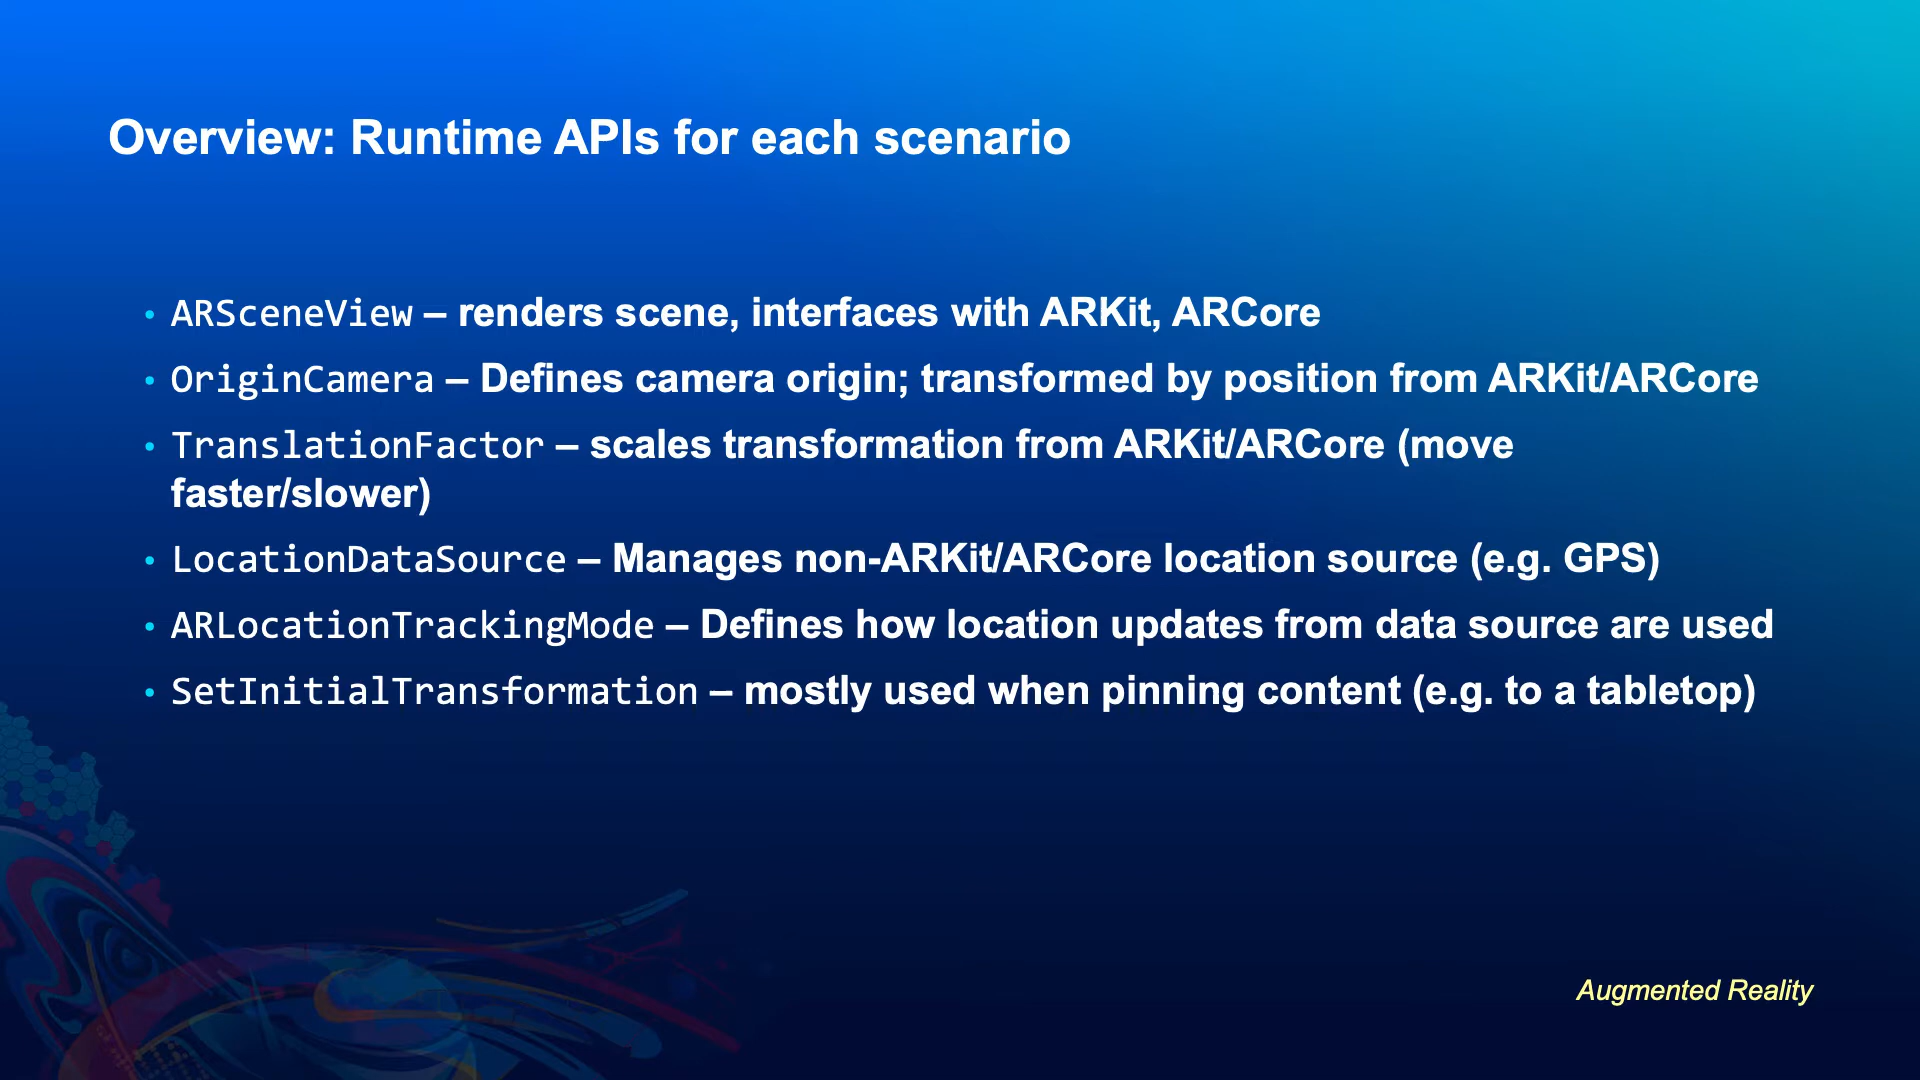 Overview: Runtime APIs for each scenario
• ARSceneView – renders scene, interfaces with ARKit, ARCore
• OriginCamera – Defines camera origin; transformed by position from ARKit/ARCore
• TranslationFactor – scales transformation from ARKit/ARCore (move
faster/slower)
• LocationDataSource – Manages non-ARKit/ARCore location source (e.g. GPS)
• ARLocationTrackingMode – Defines how location updates from data source are used
• SetInitialTransformation – mostly used when pinning content (e.g. to a tabletop)
Augmented Reality